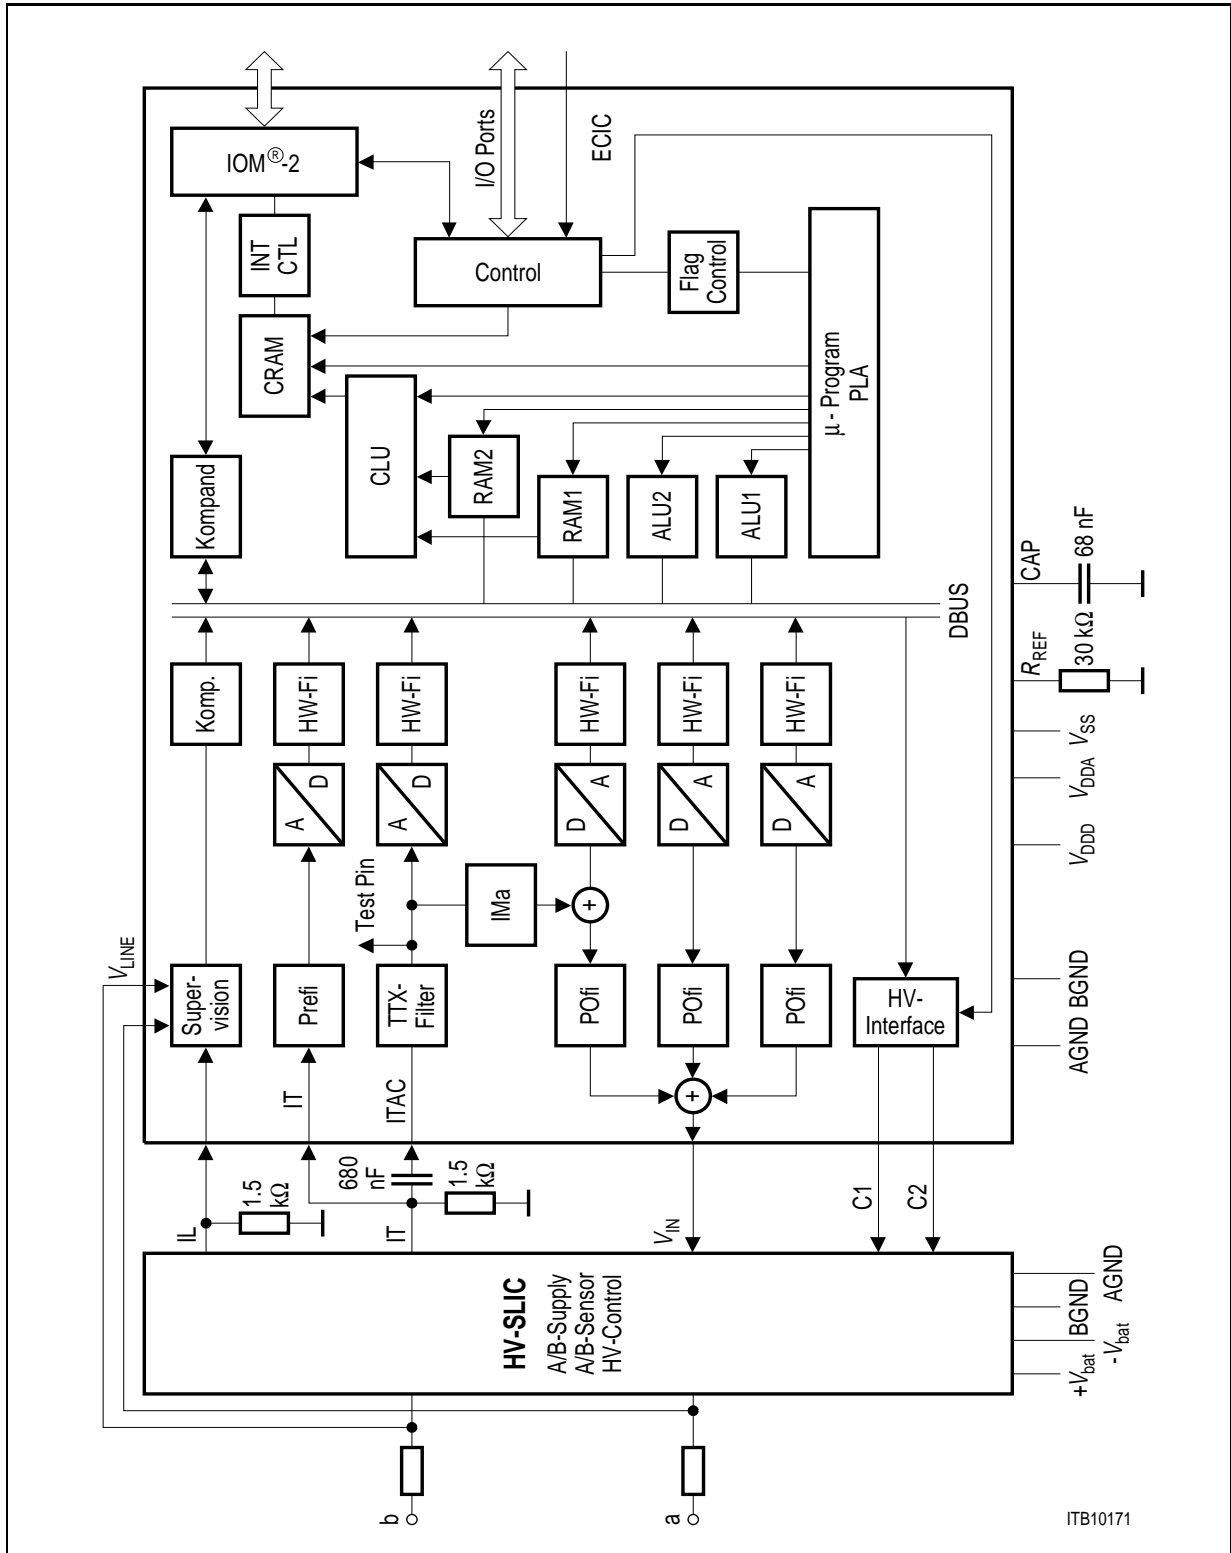 IOM®-2
I/O Ports
ECIC
INT
CTL
Control
Flag
Control
CRAM
CLU
µ - Program
PLA
Kompand
RAM2
RAM1
ALU2
ALU1
CAP
68 nF
DBUS
RREF
30 kΩ
Komp.
HW-Fi
HW-Fi
HW-Fi
HW-Fi
HW-Fi
HW-Fi
VSS
VDDA
VDDD
A
D
A
D
D
A
D
A
D
A
Test Pin
IMa
+
VLINE
Super-
vision
Prefi
TTX-
Filter
POfi
POfi
POfi
HV-
Interface
AGND
BGND
IT
ITAC
+
680
nF
1.5
kΩ
1.5
kΩ
IL
IT
VIN
C1
C2
HV-SLIC
A/B-Supply
A/B-Sensor
HV-Control
+Vbat
-Vbat
BGND
AGND
b
a
ITB10171